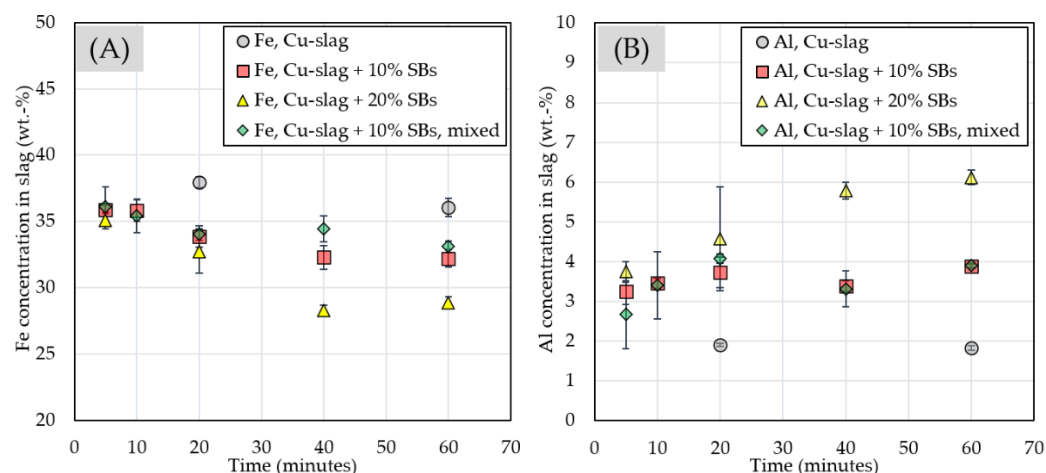 (A)
Fe, Cu-slag
Fe, Cu-slag + 10% SBs
Fe, Cu-slag + 20% SBs
Fe, Cu-slag + 10% SBs, mixed
Fe concentration in slag (wt.-%)
50
45
40
35
30
25
20
0 10 20 30 40 50 60 70
Time (minutes)
(B)
Al, Cu-slag
Al, Cu-slag + 10% SBs
Al, Cu-slag + 20% SBs
Al, Cu-slag + 10% SBs, mixed
Al concentration in slag (wt.-%)
10
9
8
7
6
5
4
3
2
1
0
0 10 20 30 40 50 60 70
Time (minutes)